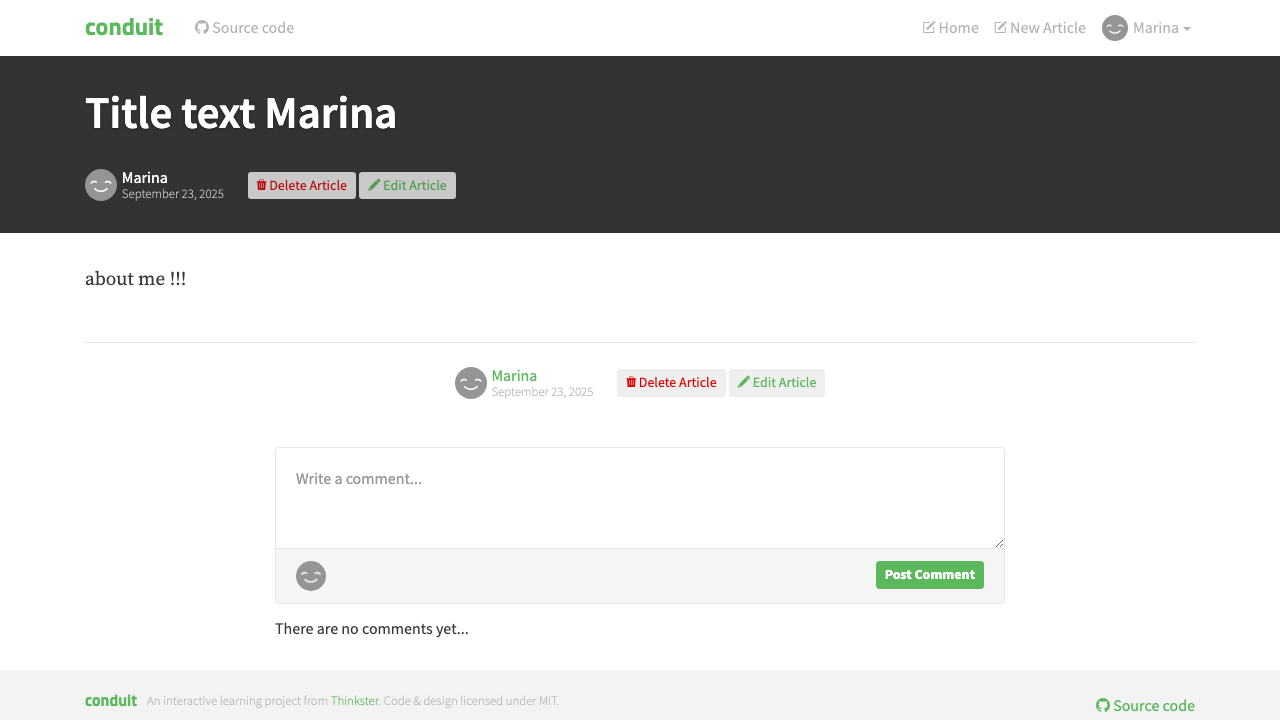 conduit Source code Home New Article Marina
Title text Marina
Marina
September 23, 2025
Delete Article Edit Article
about me !!!
Marina
September 23, 2025
Delete Article Edit Article
Write a comment...
Post Comment
There are no comments yet...
conduit An interactive learning project from Thinkster. Code & design licensed under MIT. Source code